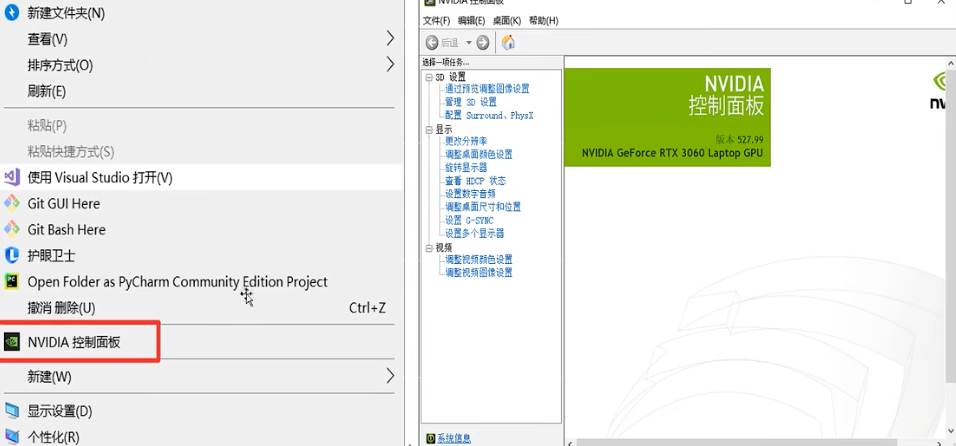 新建文件夹(N)
查看(V)
排序方式(O)
刷新(E)
粘贴(P)
粘贴快捷方式(S)
使用 Visual Studio 打开(V)
Git GUI Here
Git Bash Here
护眼卫士
Open Folder as PyCharm Community Edition Project
撤消 删除(U) Ctrl+Z
NVIDIA 控制面板
新建(W)
显示设置(D)
个性化(R)
NVIDIA 控制面板
文件(F) 编辑(E) 桌面(K) 帮助(H)
后退
选择一项任务...
3D 设置
通过预览调整图像设置
管理 3D 设置
配置 Surround、PhysX
显示
更改分辨率
调整桌面颜色设置
旋转显示器
查看 HDCP 状态
设置数字音频
调整桌面尺寸和位置
设置 G-SYNC
设置多个显示器
视频
调整视频颜色设置
调整视频图像设置
系统信息
NVIDIA
控制面板
版本 527.99
NVIDIA GeForce RTX 3060 Laptop GPU